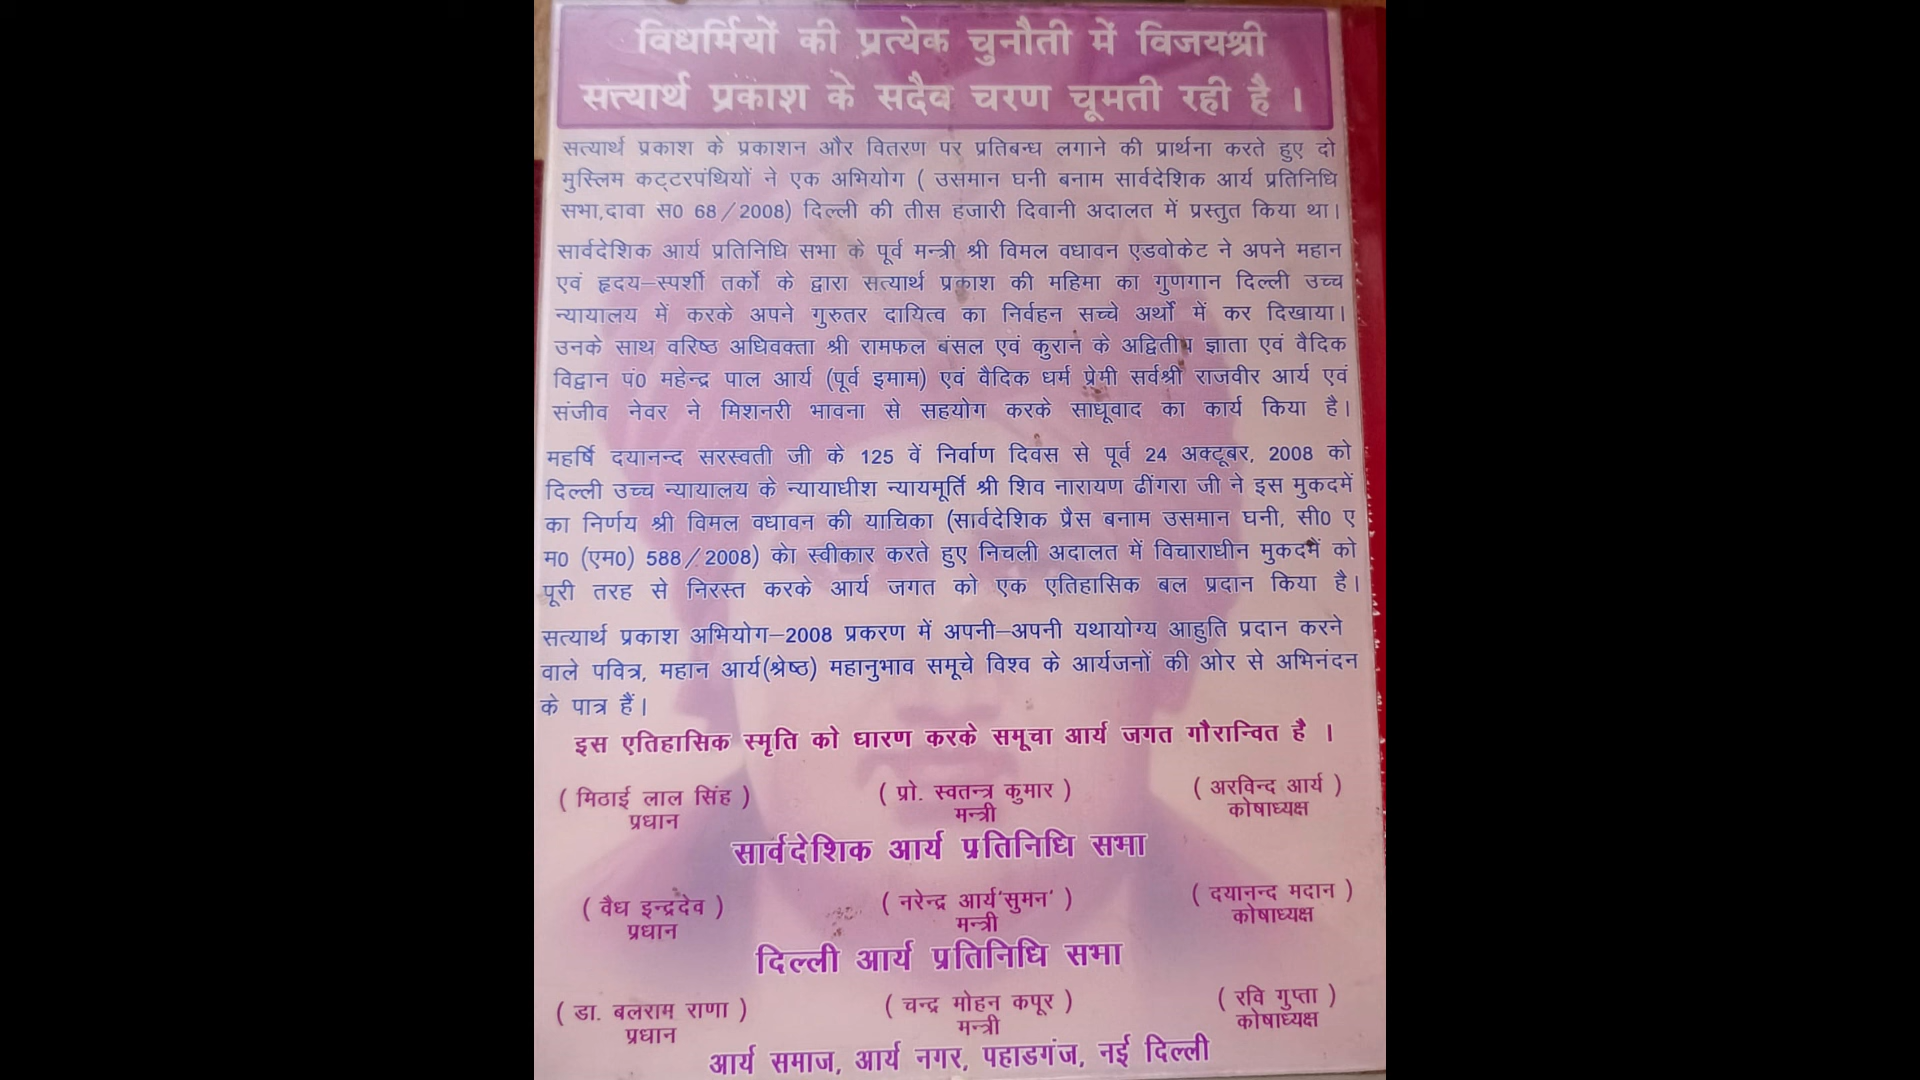 विधर्मियों की प्रत्येक चुनौती में विजयश्री
सत्यार्थ प्रकाश के सदैव चरण चूमती रही है ।
सत्यार्थ प्रकाश के प्रकाशन और वितरण पर प्रतिबन्ध लगाने की प्रार्थना करते हुए दो
मुस्लिम कट्टरपंथियों ने एक अभियोग ( उसमान घनी बनाम सार्वदेशिक आर्य प्रतिनिधि
सभा,दावा स0 68/2008) दिल्ली की तीस हजारी दिवानी अदालत में प्रस्तुत किया था।
सार्वदेशिक आर्य प्रतिनिधि सभा के पूर्व मन्त्री श्री विमल वधावन एडवोकेट ने अपने महान
एवं हृदय–स्पर्शी तर्को के द्वारा सत्यार्थ प्रकाश की महिमा का गुणगान दिल्ली उच्च
न्यायालय में करके अपने गुरुतर दायित्व का निर्वहन सच्चे अर्थो में कर दिखाया।
उनके साथ वरिष्ठ अधिवक्ता श्री रामफल बंसल एवं कुरान के अद्वितीय ज्ञाता एवं वैदिक
विद्वान पं0 महेन्द्र पाल आर्य (पूर्व इमाम) एवं वैदिक धर्म प्रेमी सर्वश्री राजवीर आर्य एवं
संजीव नेवर ने मिशनरी भावना से सहयोग करके साधूवाद का कार्य किया है।
महर्षि दयानन्द सरस्वती जी के 125 वें निर्वाण दिवस से पूर्व 24 अक्टूबर, 2008 को
दिल्ली उच्च न्यायालय के न्यायाधीश न्यायमूर्ति श्री शिव नारायण ढींगरा जी ने इस मुकदमें
का निर्णय श्री विमल वधावन की याचिका (सार्वदेशिक प्रैस बनाम उसमान घनी, सी0 ए
म0 (एम0) 588/2008) केा स्वीकार करते हुए निचली अदालत में विचाराधीन मुकदमें को
पूरी तरह से निरस्त करके आर्य जगत को एक एतिहासिक बल प्रदान किया है।
सत्यार्थ प्रकाश अभियोग–2008 प्रकरण में अपनी–अपनी यथायोग्य आहुति प्रदान करने
वाले पवित्र, महान आर्य(श्रेष्ठ) महानुभाव समूचे विश्व के आर्यजनों की ओर से अभिनंदन
के पात्र हैं।
इस एतिहासिक स्मृति को धारण करके समूचा आर्य जगत गौरान्वित है ।
( मिठाई लाल सिंह ) ( प्रो. स्वतन्त्र कुमार ) ( अरविन्द आर्य )
प्रधान मन्त्री कोषाध्यक्ष
सार्वदेशिक आर्य प्रतिनिधि सभा
( वैध इन्द्रदेव ) ( नरेन्द्र आर्य'सुमन' ) ( दयानन्द मदान )
प्रधान मन्त्री कोषाध्यक्ष
दिल्ली आर्य प्रतिनिधि सभा
( डा. बलराम राणा ) ( चन्द्र मोहन कपूर ) ( रवि गुप्ता )
प्रधान मन्त्री कोषाध्यक्ष
आर्य समाज, आर्य नगर, पहाडगंज, नई दिल्ली